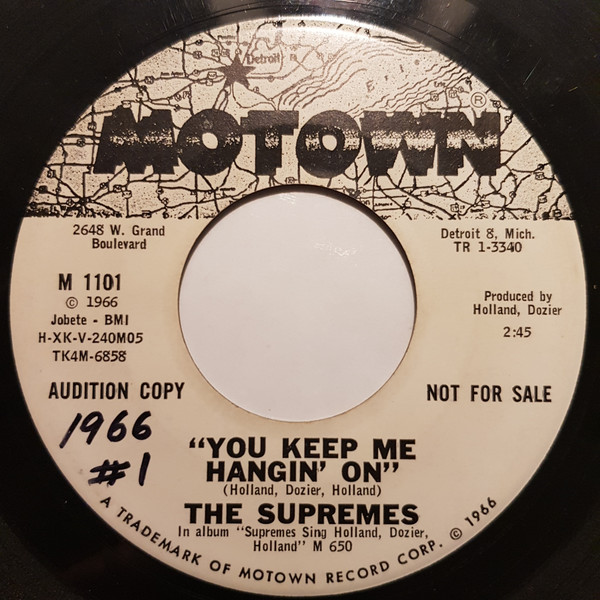 Detroit
Erie
MOTOWN®
2648 W. Grand
Boulevard
Detroit 8, Mich.
TR 1-3340
M 1101
© 1966
Jobete - BMI
H-XK-V-240M05
TK4M-6858
Produced by
Holland, Dozier
2:45
AUDITION COPY
NOT FOR SALE
1966
#1
"YOU KEEP ME
HANGIN' ON"
(Holland, Dozier, Holland)
THE SUPREMES
In album "Supremes Sing Holland, Dozier,
Holland" M 650
A TRADEMARK OF MOTOWN RECORD CORP. © 1966